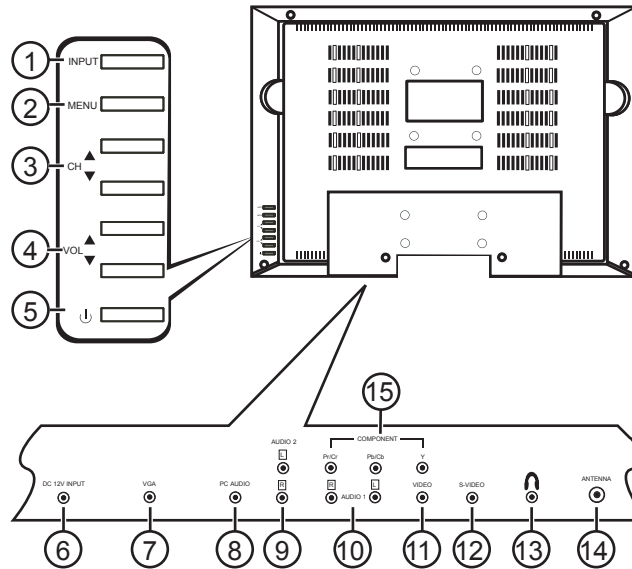 1 INPUT
2 MENU
3 CH
4 VOL
5
15
COMPONENT
AUDIO 2
L Pr/Cr Pb/Cb Y
DC 12V INPUT VGA PC AUDIO R R AUDIO 1 L VIDEO S-VIDEO ANTENNA
6 7 8 9 10 11 12 13 14